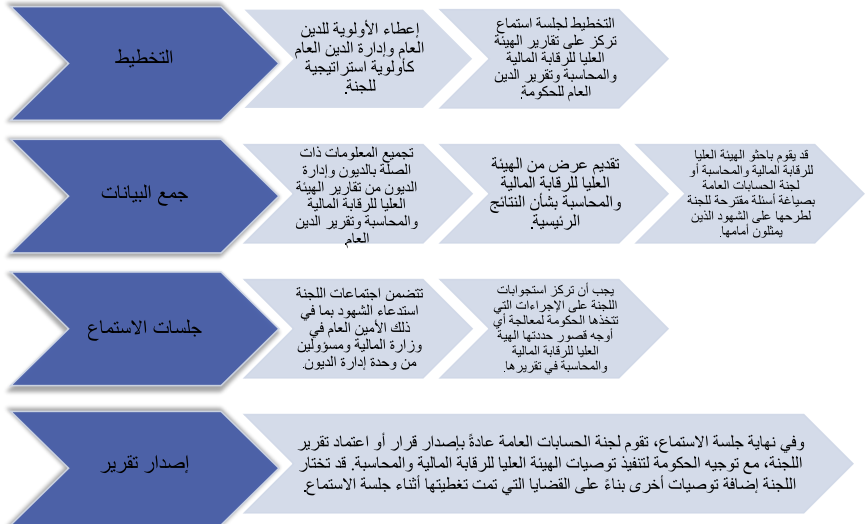 التخطيط
إعطاء الأولوية للدين
العام وإدارة الدين العام
كأولوية استراتيجية
للجنة.
التخطيط لجلسة استماع
تركز على تقارير الهيئة
العليا للرقابة المالية
والمحاسبة وتقرير الدين
العام للحكومة.
جمع البيانات
تجميع المعلومات ذات
الصلة بالديون وإدارة
الديون من تقارير الهيئة
العليا للرقابة المالية
والمحاسبة وتقرير الدين
العام.
تقديم عرض من الهيئة
العليا للرقابة المالية
والمحاسبة بشأن النتائج
الرئيسية.
قد يقوم باحثو الهيئة العليا
للرقابة المالية والمحاسبة أو
لجنة الحسابات العامة
بصياغة أسئلة مقترحة للجنة
لطرحها على الشهود الذين
يمثلون أمامها.
جلسات الاستماع
تتضمن اجتماعات اللجنة
استدعاء الشهود بما في
ذلك الأمين العام في
وزارة المالية ومسؤولين
من وحدة إدارة الديون.
يجب أن تركز استجوابات
اللجنة على الإجراءات التي
تتخذها الحكومة لمعالجة أي
أوجه قصور حددتها الهية
العليا للرقابة المالية
والمحاسبة في تقريرها.
إصدار تقرير
وفي نهاية جلسة الاستماع، تقوم لجنة الحسابات العامة عادةً بإصدار قرار أو اعتماد تقرير
اللجنة، مع توجيه الحكومة لتنفيذ توصيات الهيئة العليا للرقابة المالية والمحاسبة. قد تختار
اللجنة إضافة توصيات أخرى بناءً على القضايا التي تمت تغطيتها أثناء جلسة الاستماع.